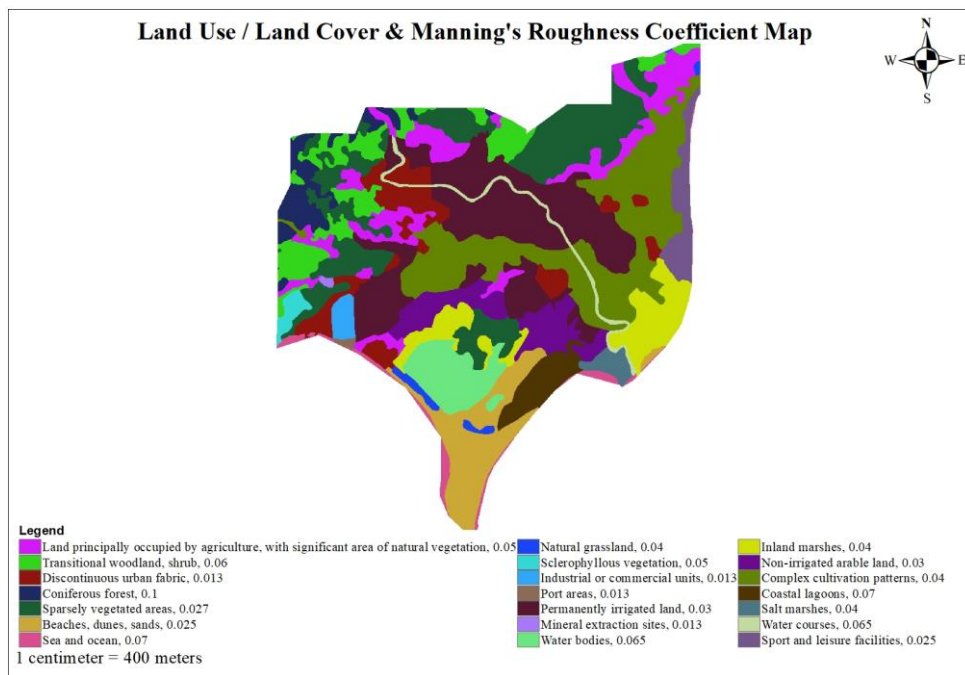 Land Use / Land Cover & Manning's Roughness Coefficient Map
N
W E
S
Legend
Land principally occupied by agriculture, with significant area of natural vegetation, 0.05
Transitional woodland, shrub, 0.06
Discontinuous urban fabric, 0.013
Coniferous forest, 0.1
Sparsely vegetated areas, 0.027
Beaches, dunes, sands, 0.025
Sea and ocean, 0.07
Natural grassland, 0.04
Sclerophyllous vegetation, 0.05
Industrial or commercial units, 0.013
Port areas, 0.013
Permanently irrigated land, 0.03
Mineral extraction sites, 0.013
Water bodies, 0.065
Inland marshes, 0.04
Non-irrigated arable land, 0.03
Complex cultivation patterns, 0.04
Coastal lagoons, 0.07
Salt marshes, 0.04
Water courses, 0.065
Sport and leisure facilities, 0.025
1 centimeter = 400 meters